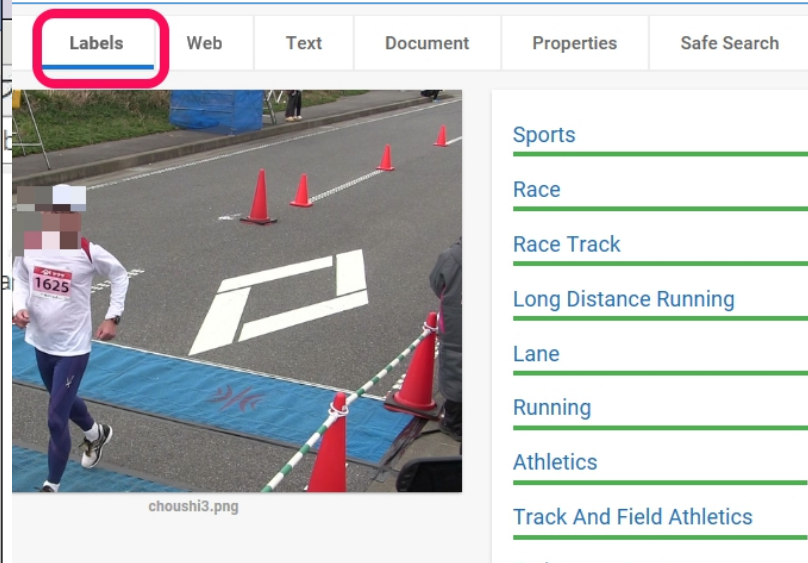 Labels
Web
Text
Document
Properties
Safe Search
Sports
Race
Race Track
Long Distance Running
Lane
Running
Athletics
Track And Field Athletics
1625
choushi3.png